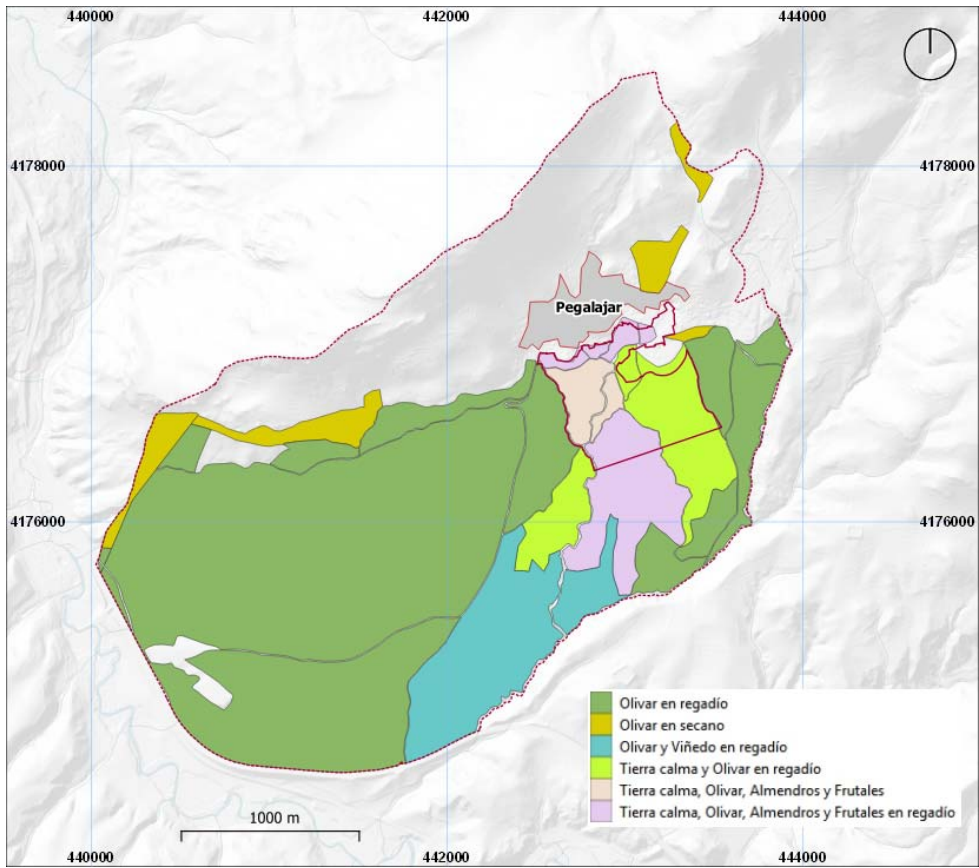 440000
442000
444000
4178000
4178000
Pegalajar
4176000
4176000
Olivar en regadío
Olivar en secano
Olivar y Viñedo en regadío
Tierra calma y Olivar en regadío
Tierra calma, Olivar, Almendros y Frutales
Tierra calma, Olivar, Almendros y Frutales en regadío
1000 m
440000
442000
444000